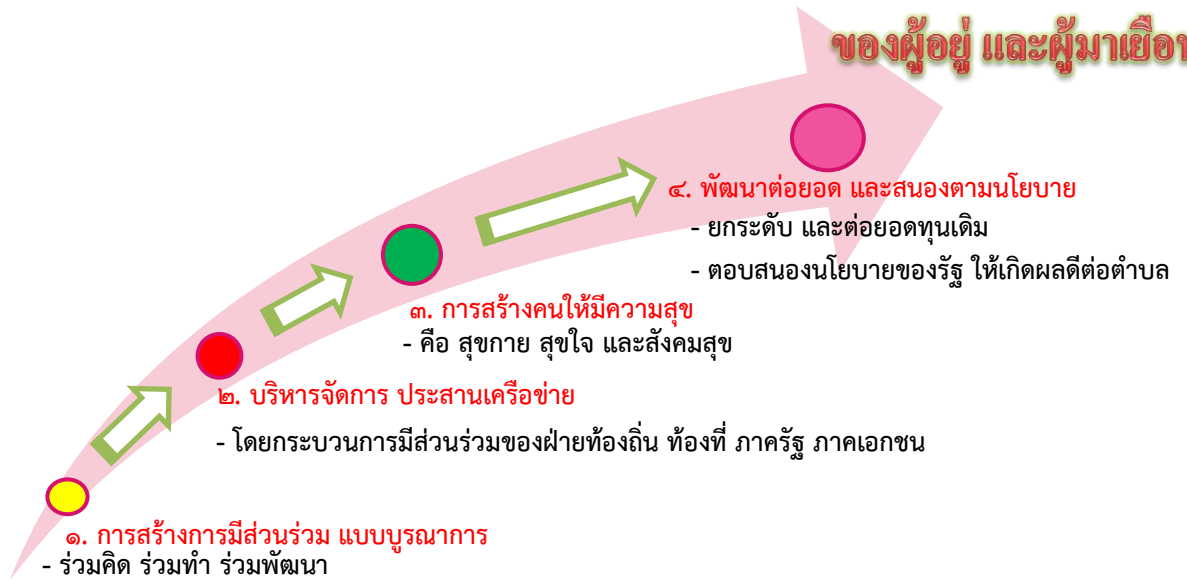 ของผู้อยู่ และผู้มาเยือน
๔. พัฒนาต่อยอด และสนองตามนโยบาย
- ยกระดับ และต่อยอดทุนเดิม
- ตอบสนองนโยบายของรัฐ ให้เกิดผลดีต่อตำบล
๓. การสร้างคนให้มีความสุข
- คือ สุขกาย สุขใจ และสังคมสุข
๒. บริหารจัดการ ประสานเครือข่าย
- โดยกระบวนการมีส่วนร่วมของฝ่ายท้องถิ่น ท้องที่ ภาครัฐ ภาคเอกชน
๑. การสร้างการมีส่วนร่วม แบบบูรณาการ
- ร่วมคิด ร่วมทำ ร่วมพัฒนา